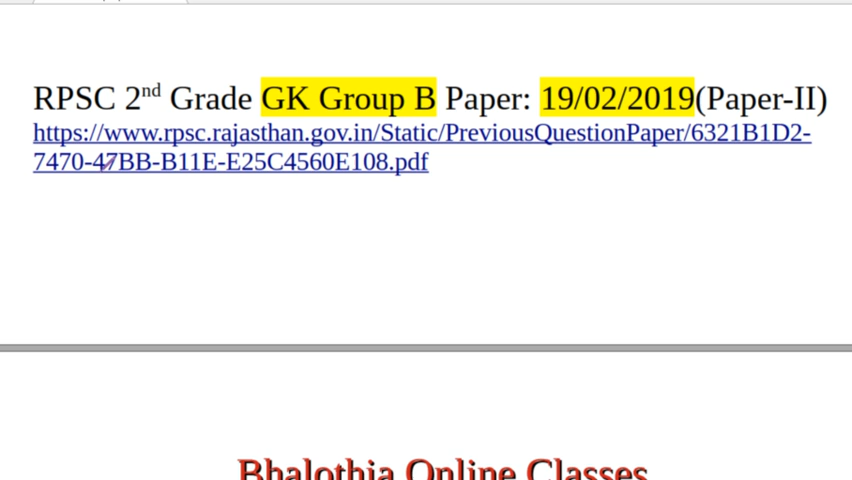 RPSC 2nd Grade GK Group B Paper: 19/02/2019(Paper-II)
https://www.rpsc.rajasthan.gov.in/Static/PreviousQuestionPaper/6321B1D2-
7470-47BB-B11E-E25C4560E108.pdf
Bhalothia Online Classes